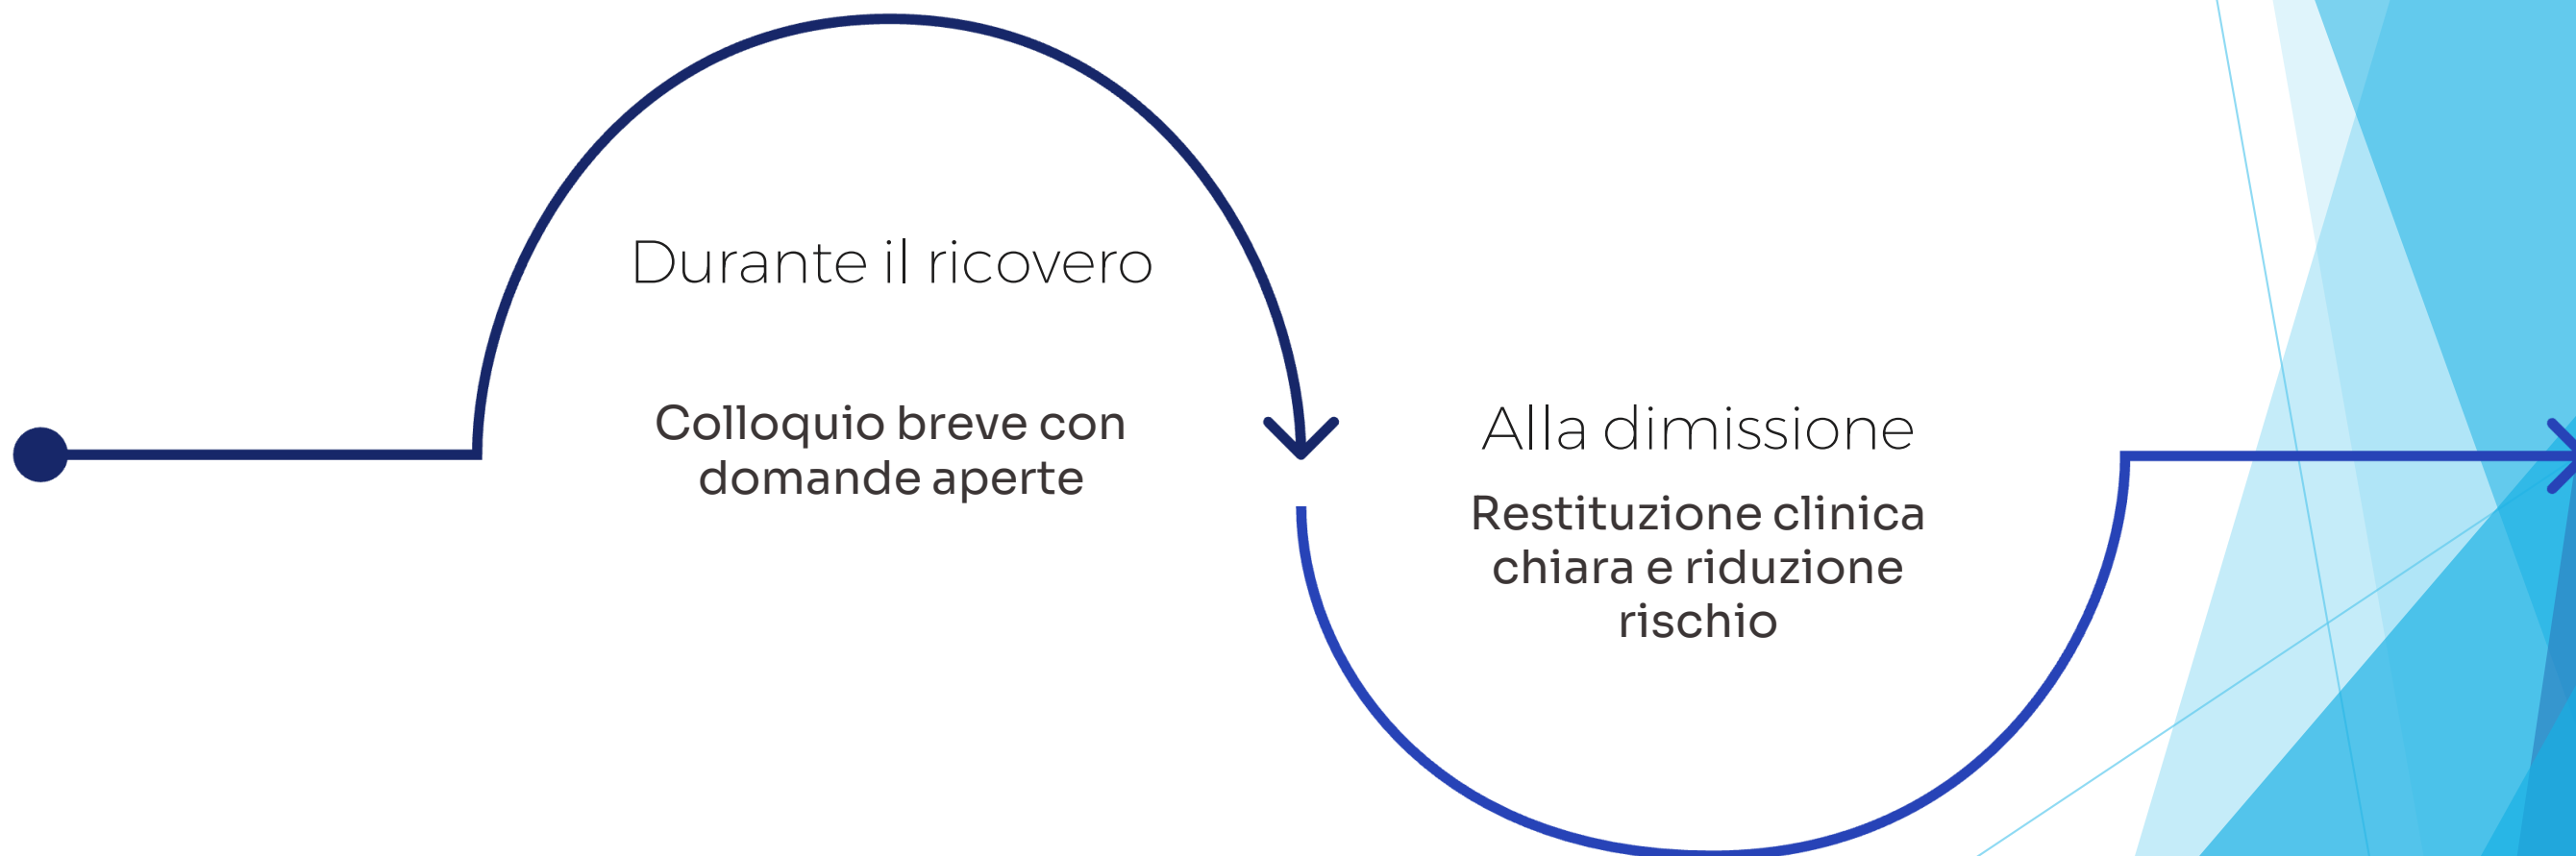 Durante il ricovero
Colloquio breve con
domande aperte
Alla dimissione
Restituzione clinica
chiara e riduzione
rischio